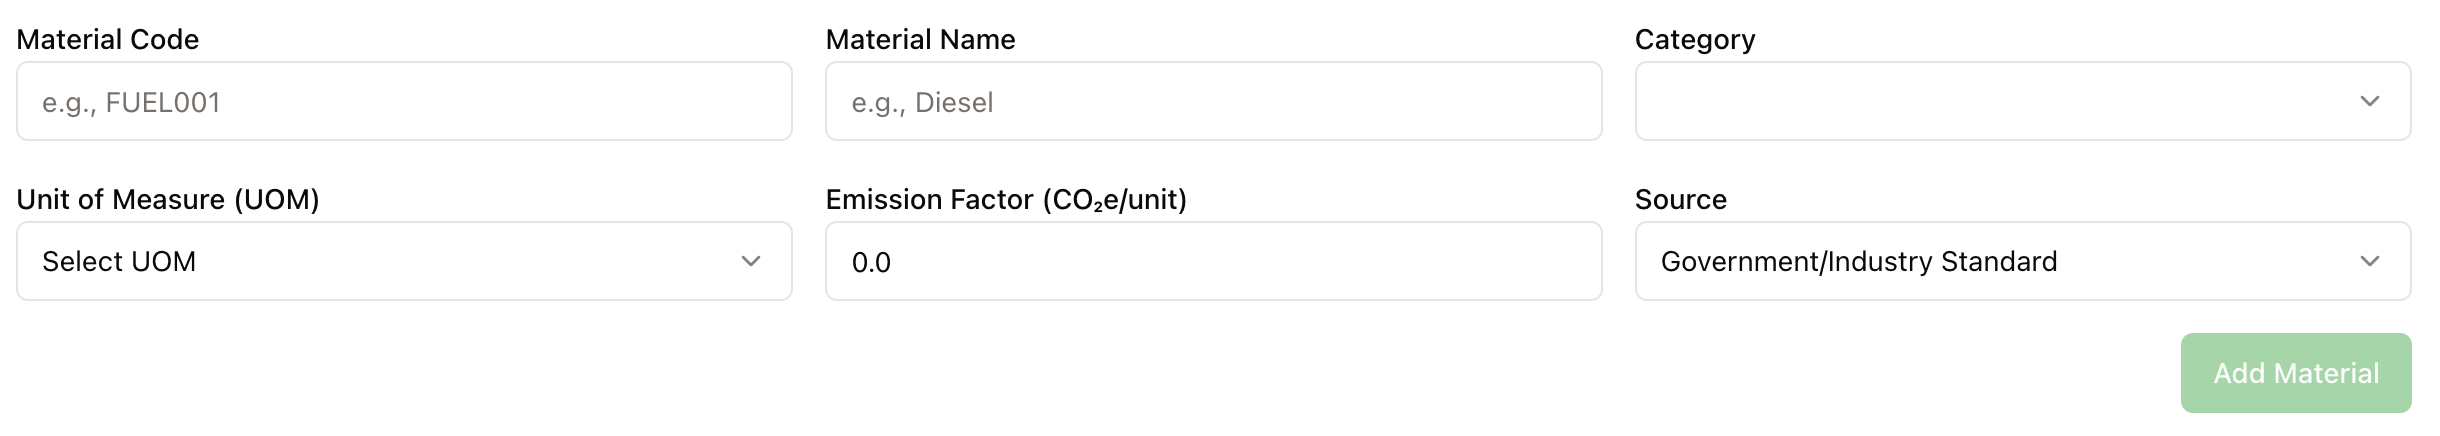 Material Code
Material Name
Category
e.g., FUEL001
e.g., Diesel
Unit of Measure (UOM)
Emission Factor (CO₂e/unit)
Source
Select UOM
0.0
Government/Industry Standard
Add Material